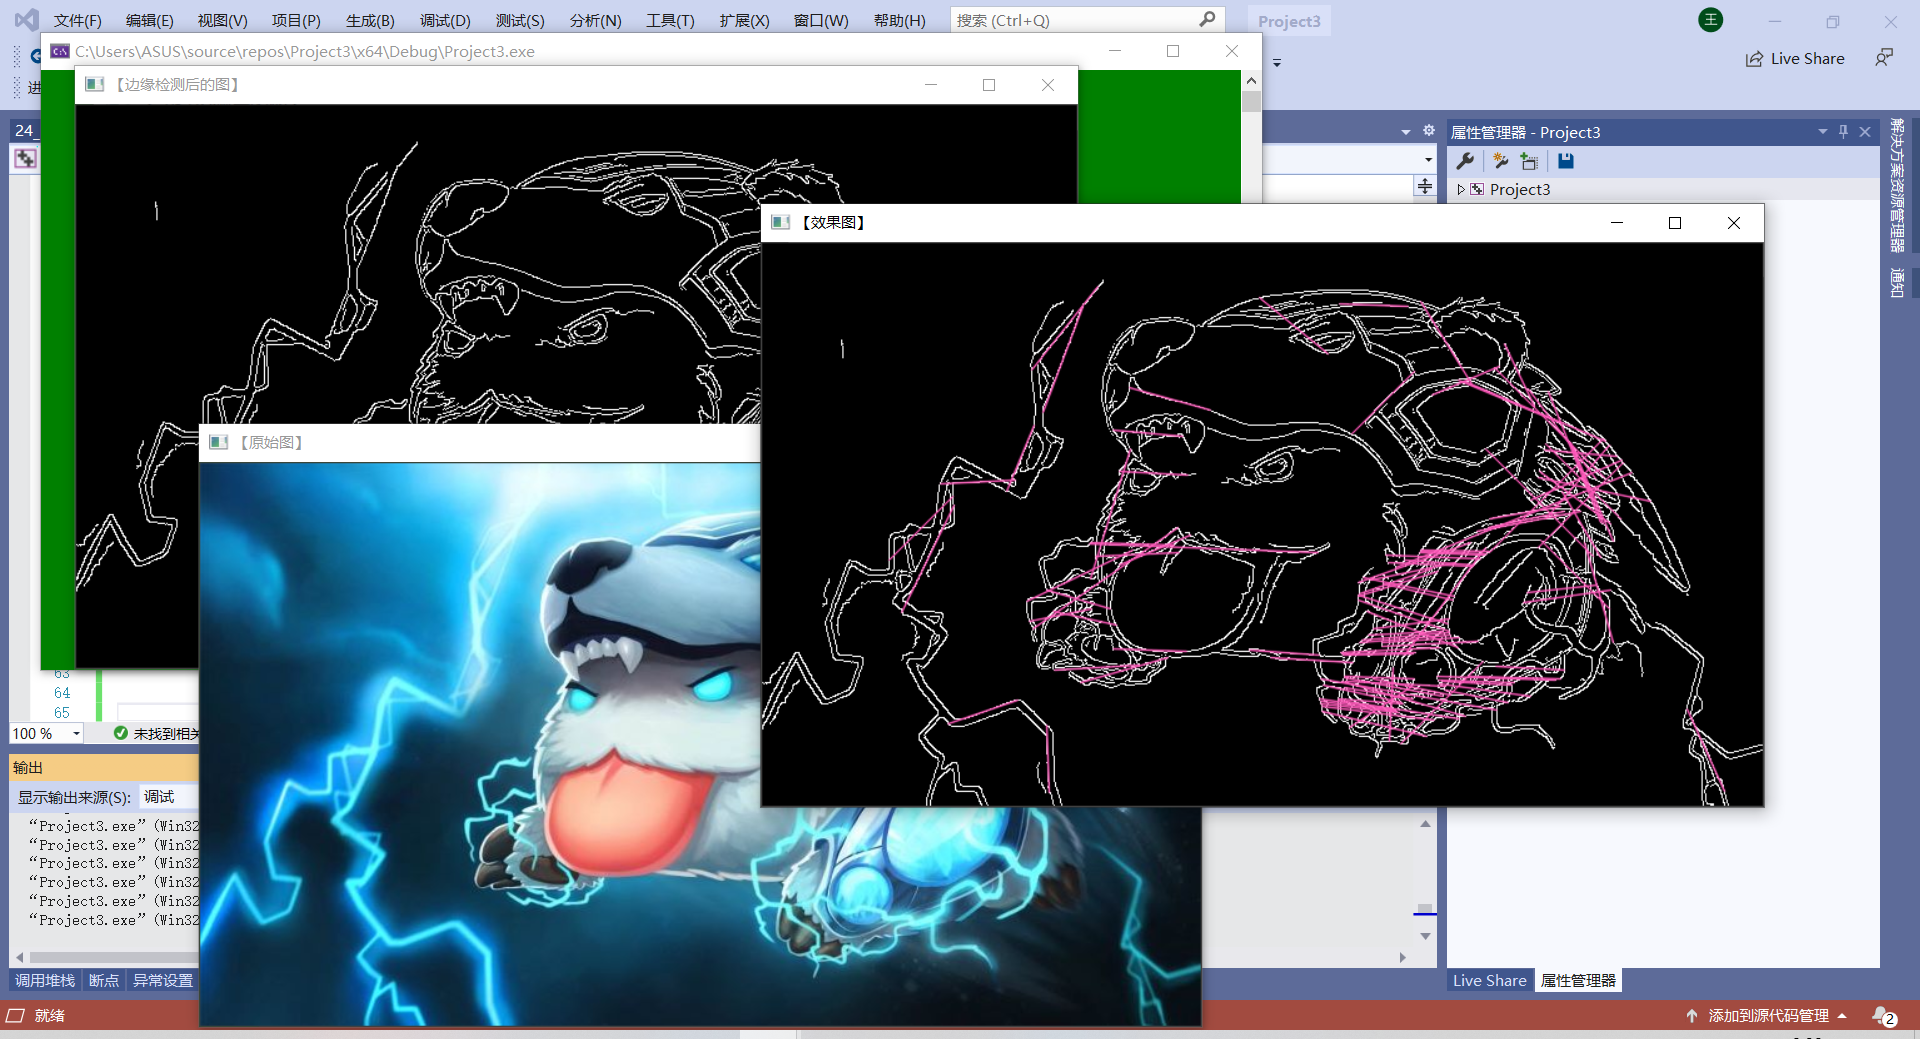 文件(F) 编辑(E) 视图(V) 项目(P) 生成(B) 调试(D) 测试(S) 分析(N) 工具(T) 扩展(X) 窗口(W) 帮助(H) 搜索 (Ctrl+Q) Project3 王
C:\Users\ASUS\source\repos\Project3\x64\Debug\Project3.exe
Live Share
【边缘检测后的图】
进
24_
属性管理器 - Project3
Project3
解决方案资源管理器
通知
【效果图】
【原始图】
63
64
65
100 %
未找到相关
输出
显示输出来源(S): 调试
“Project3.exe” (Win32
“Project3.exe” (Win32
“Project3.exe” (Win32
“Project3.exe” (Win32
“Project3.exe” (Win32
“Project3.exe” (Win32
调用堆栈 断点 异常设置
Live Share 属性管理器
就绪
添加到源代码管理
2